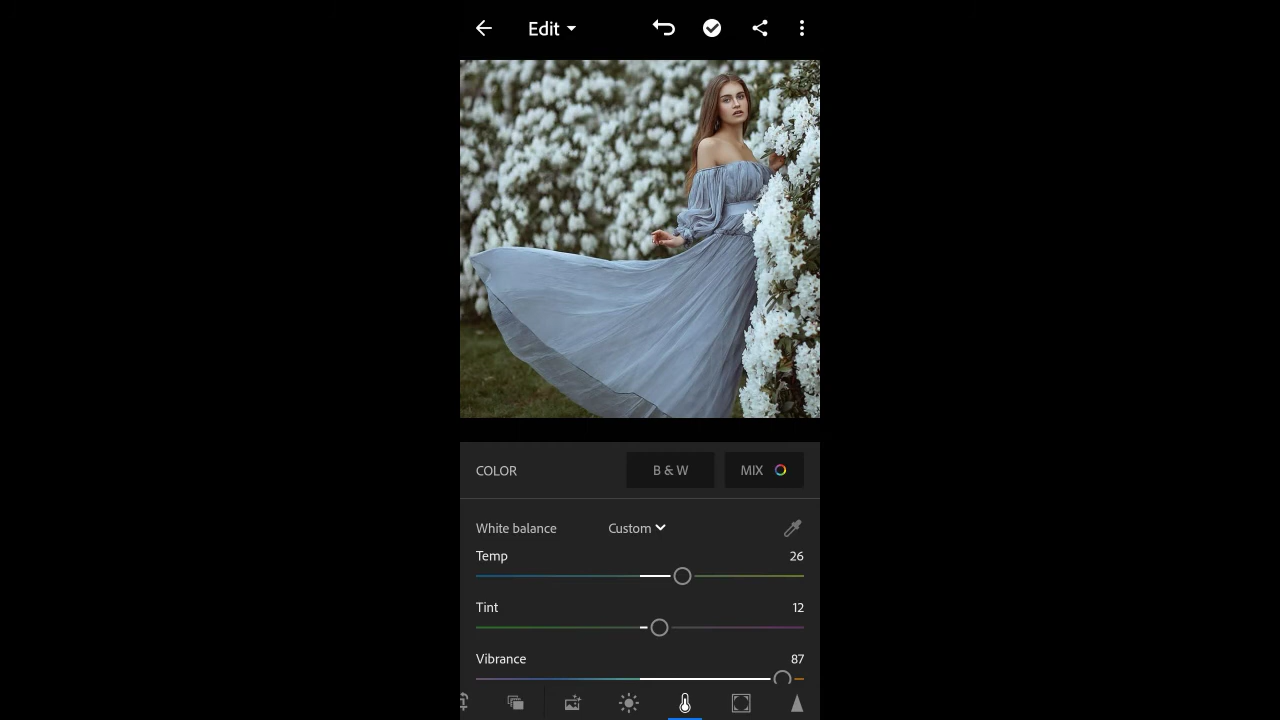 Edit
COLOR
B & W
MIX
White balance
Custom
Temp
26
Tint
12
Vibrance
87